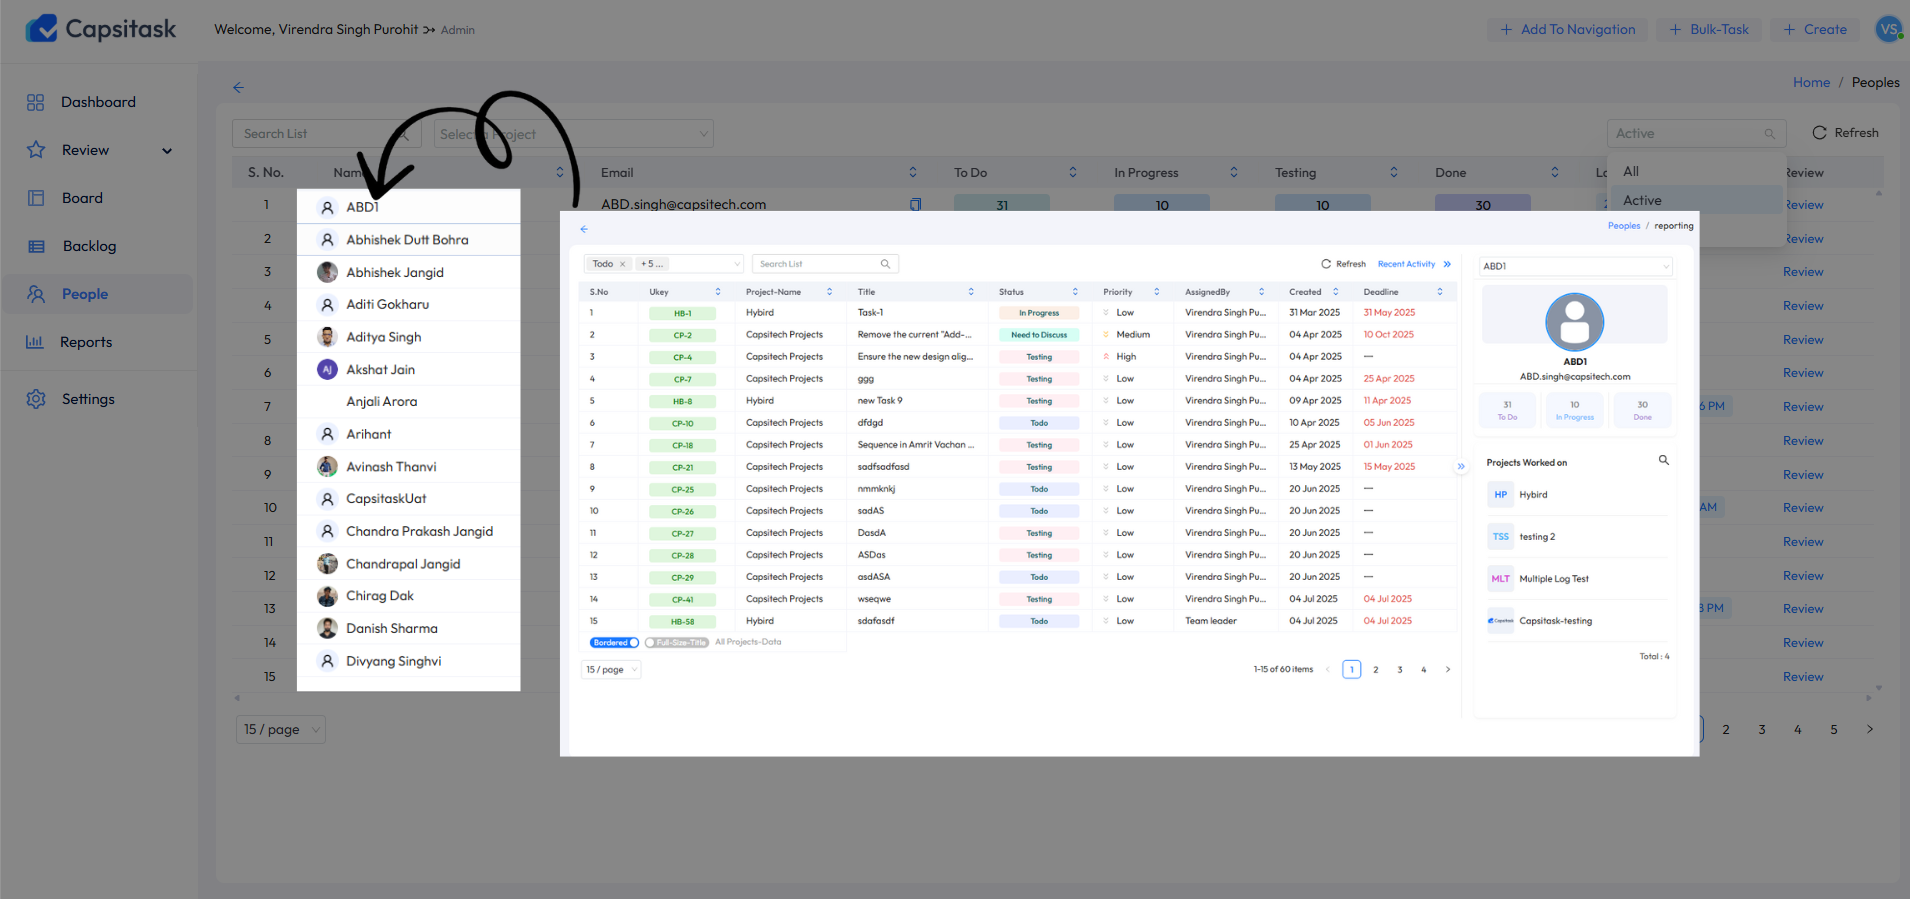 Capsitask
Welcome, Virendra Singh Purohit Admin
Add To Navigation
Bulk-Task
Create
VS
Dashboard
Review
Board
Backlog
People
Reports
Settings
Home / Peoples
Search List
Select a Project
Active
Refresh
All
Active
S. No. Name Email To Do In Progress Testing Done Review
1 ABD1 ABD.singh@capsitech.com 31 10 10 30 Review
2 Abhishek Dutt Bohra Review
3 Abhishek Jangid Review
4 Aditi Gokharu Review
5 Aditya Singh Review
6 AJ Akshat Jain Review
7 Anjali Arora PM Review
8 Arihant Review
9 Avinash Thanvi Review
10 CapsitaskUat AM Review
11 Chandra Prakash Jangid Review
12 Chandrapal Jangid Review
13 Chirag Dak PM Review
14 Danish Sharma Review
15 Divyang Singhvi Review
15 / page
2 3 4 5
Peoples / reporting
Todo + 5 ...
Search List
Refresh
Recent Activity
S.No Ukey Project-Name Title Status Priority AssignedBy Created Deadline
1 HB-1 Hybird Task-1 In Progress Low Virendra Singh Pu... 31 Mar 2025 31 May 2025
2 CP-2 Capsitech Projects Remove the current "Add-... Need to Discuss Medium Virendra Singh Pu... 04 Apr 2025 10 Oct 2025
3 CP-4 Capsitech Projects Ensure the new design alig... Testing High Virendra Singh Pu... 04 Apr 2025 ---
4 CP-7 Capsitech Projects ggg Testing Low Virendra Singh Pu... 04 Apr 2025 25 Apr 2025
5 HB-8 Hybird new Task 9 Testing Low Virendra Singh Pu... 09 Apr 2025 11 Apr 2025
6 CP-10 Capsitech Projects dfdgd Todo Low Virendra Singh Pu... 10 Apr 2025 05 Jun 2025
7 CP-18 Capsitech Projects Sequence in Amrit Vachan ... Testing Low Virendra Singh Pu... 25 Apr 2025 01 Jun 2025
8 CP-21 Capsitech Projects sadfsadfasd Testing Low Virendra Singh Pu... 13 May 2025 15 May 2025
9 CP-25 Capsitech Projects nmmknkj Todo Low Virendra Singh Pu... 20 Jun 2025 ---
10 CP-26 Capsitech Projects sadAS Todo Low Virendra Singh Pu... 20 Jun 2025 ---
11 CP-27 Capsitech Projects DasdA Testing Low Virendra Singh Pu... 20 Jun 2025 ---
12 CP-28 Capsitech Projects ASDas Testing Low Virendra Singh Pu... 20 Jun 2025 ---
13 CP-29 Capsitech Projects asdASA Todo Low Virendra Singh Pu... 20 Jun 2025 ---
14 CP-41 Capsitech Projects wseqwe Testing Low Virendra Singh Pu... 04 Jul 2025 04 Jul 2025
15 HB-58 Hybird sdafasdf Todo Low Team leader 04 Jul 2025 04 Jul 2025
Bordered Full-Size-Title All Projects-Data
15 / page
1-15 of 60 items 1 2 3 4
ABD1
ABD1
ABD.singh@capsitech.com
31 10 30
To Do In Progress Done
Projects Worked on
HP Hybird
TSS testing 2
MLT Multiple Log Test
Capsitask Capsitask-testing
Total : 4